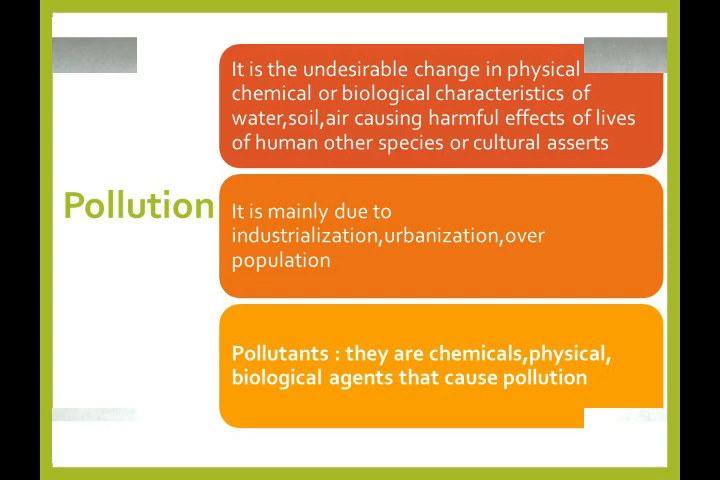 Pollution
It is the undesirable change in physical
chemical or biological characteristics of
water,soil,air causing harmful effects of lives
of human other species or cultural asserts
It is mainly due to
industrialization,urbanization,over
population
Pollutants : they are chemicals,physical,
biological agents that cause pollution